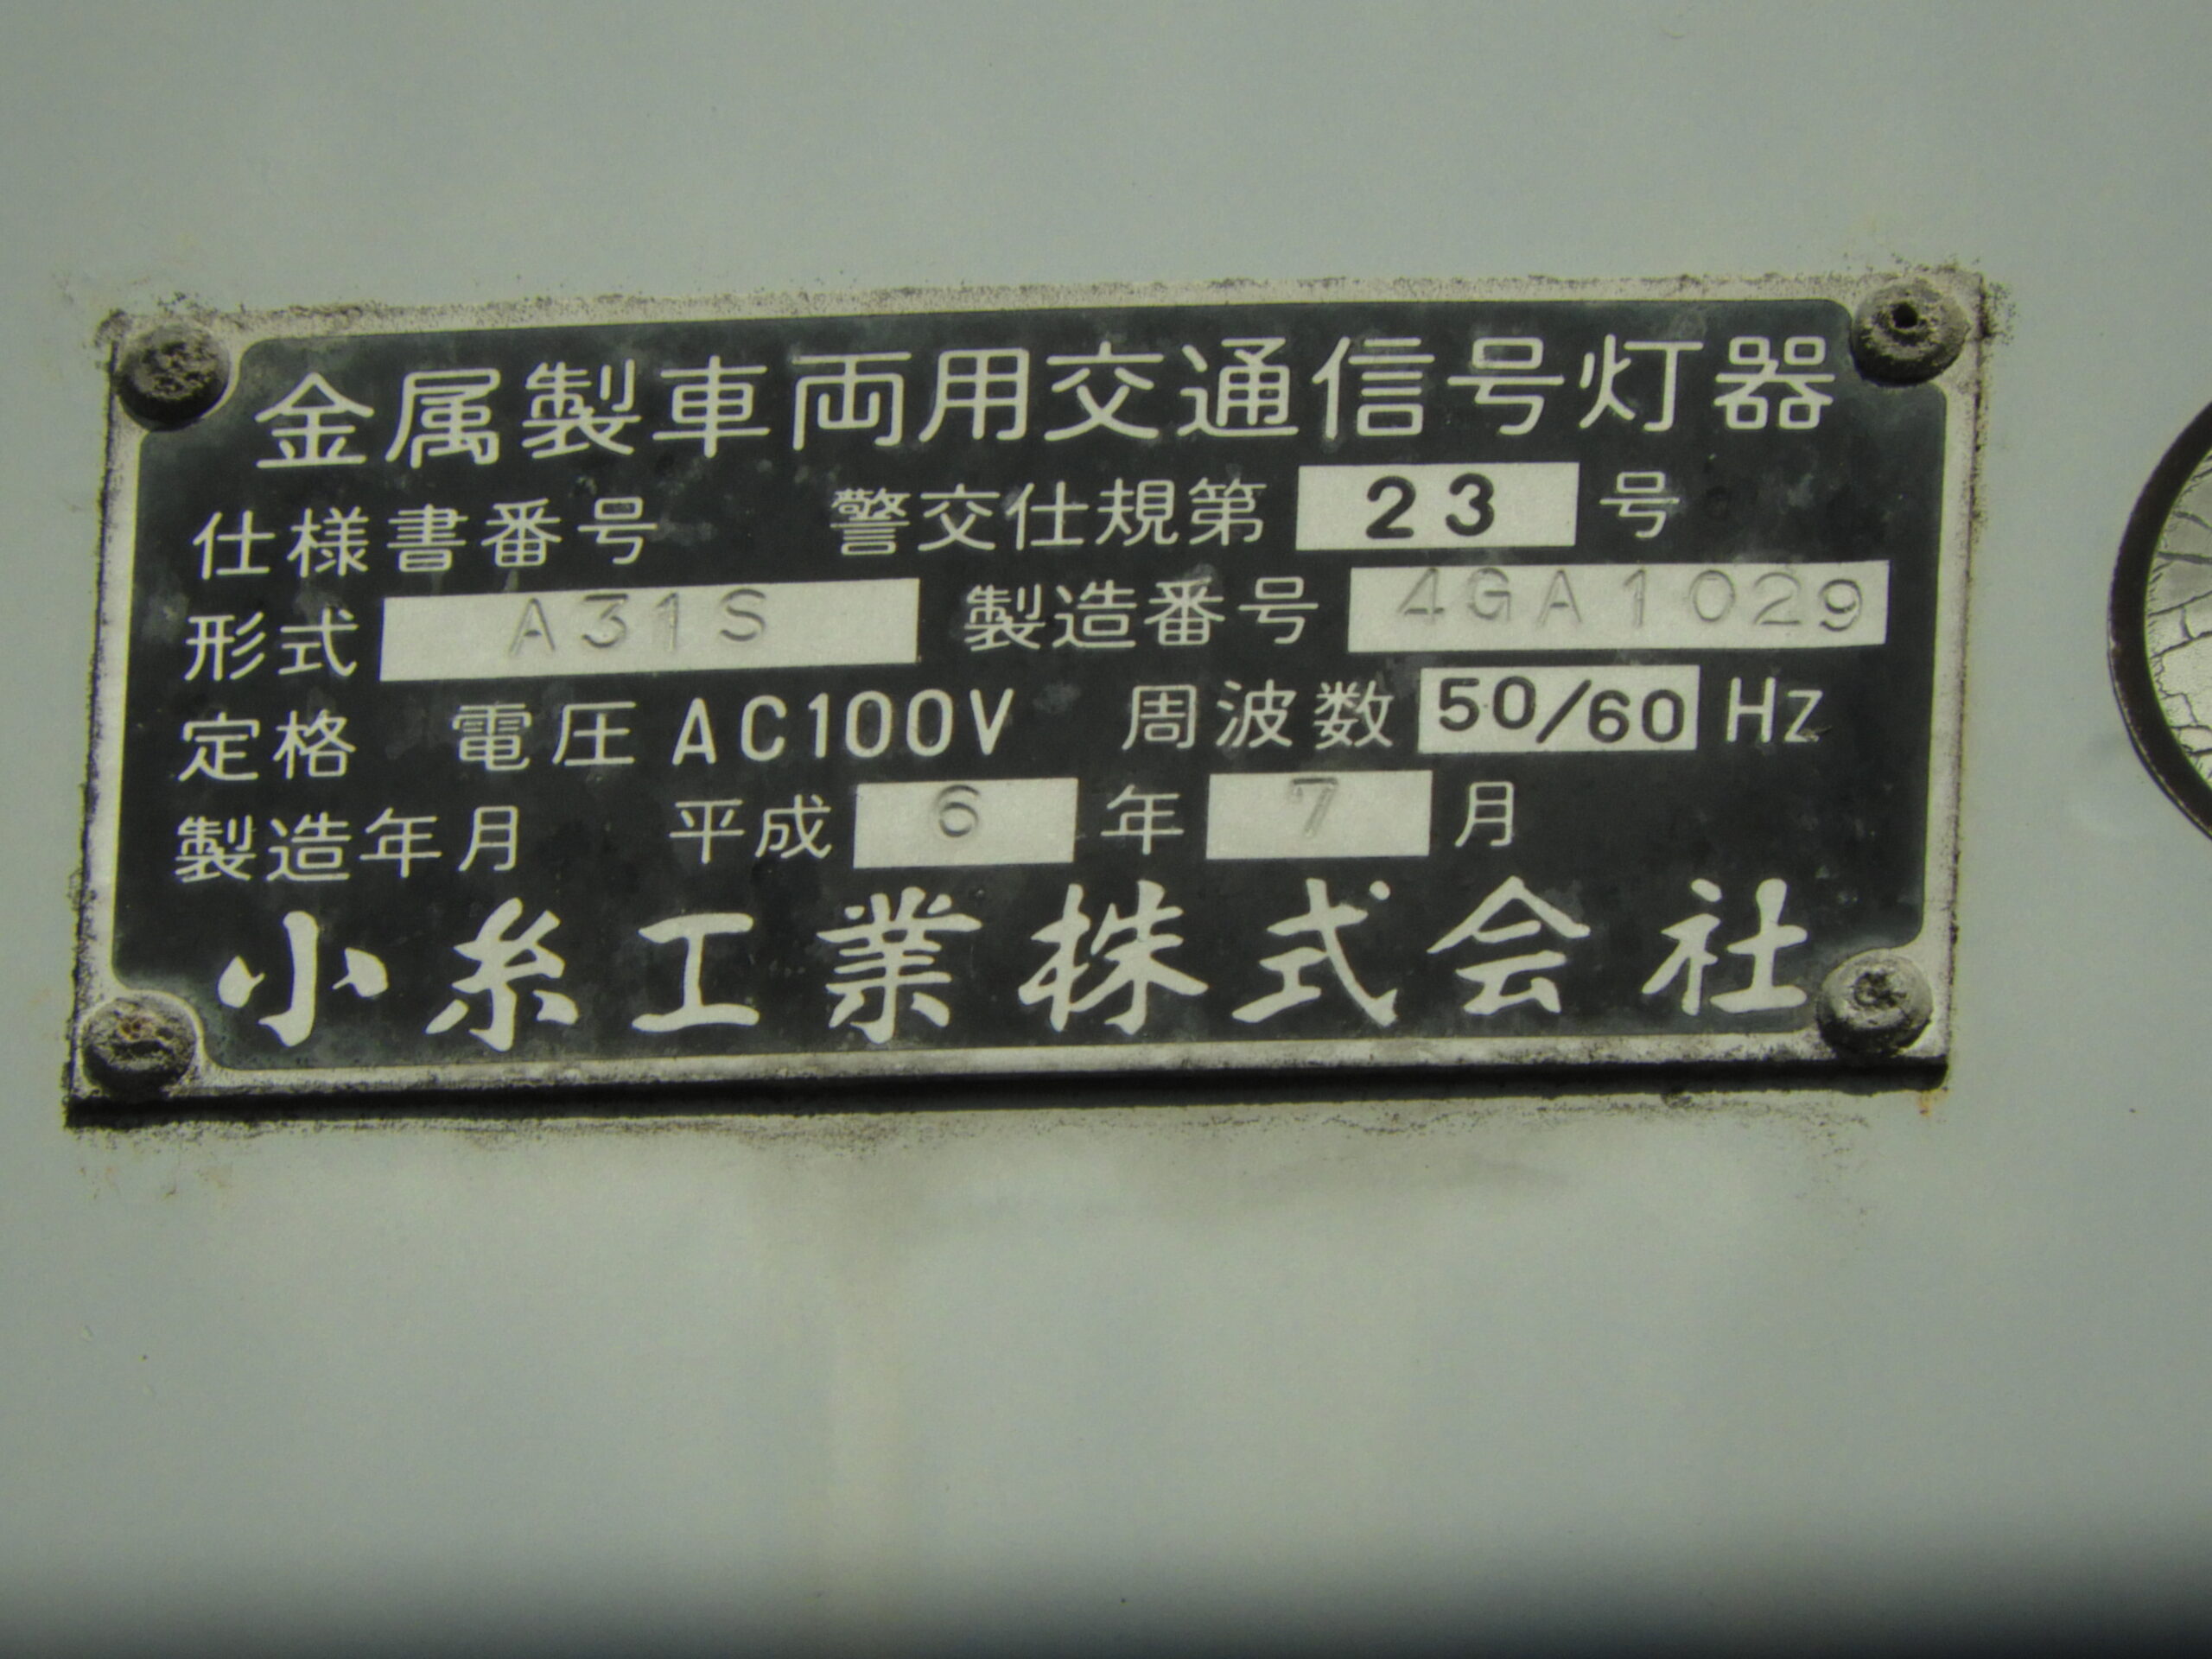 金属製車両用交通信号灯器
仕様書番号 警交仕規第 23 号
形式 A31S 製造番号 4GA1029
定格 電圧 AC100V 周波数 50/60 Hz
製造年月 平成 6 年 7 月
小糸工業株式会社